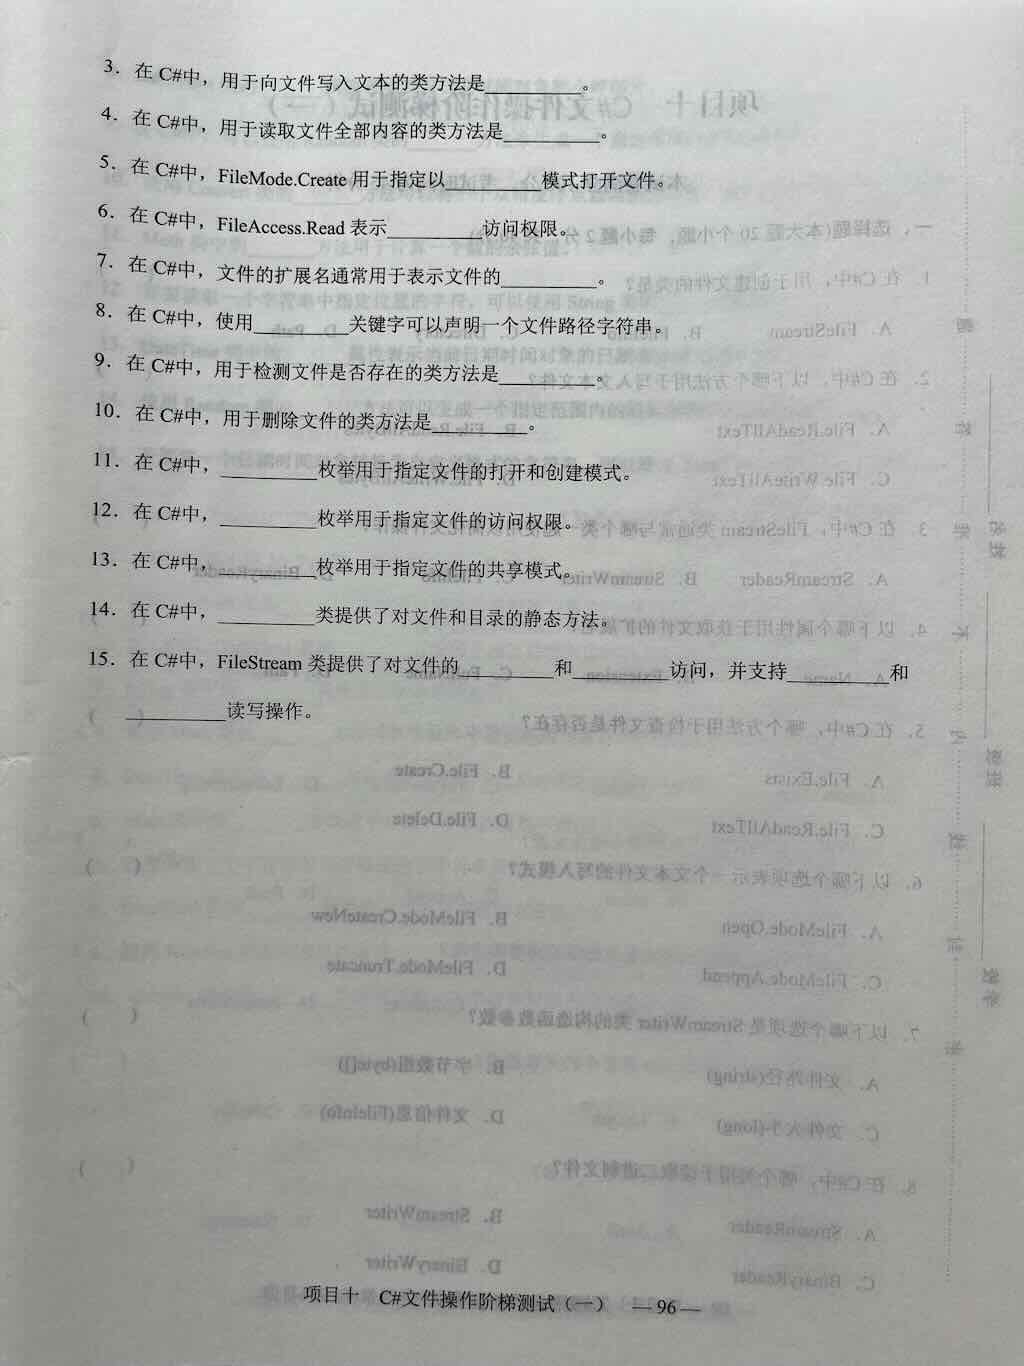 3. 在 C#中，用于向文件写入文本的类方法是__________。
4. 在 C#中，用于读取文件全部内容的类方法是__________。
5. 在 C#中，FileMode.Create 用于指定以__________模式打开文件。
6. 在 C#中，FileAccess.Read 表示__________访问权限。
7. 在 C#中，文件的扩展名通常用于表示文件的__________。
8. 在 C#中，使用__________关键字可以声明一个文件路径字符串。
9. 在 C#中，用于检测文件是否存在的类方法是__________。
10. 在 C#中，用于删除文件的类方法是__________。
11. 在 C#中，__________枚举用于指定文件的打开和创建模式。
12. 在 C#中，__________枚举用于指定文件的访问权限。
13. 在 C#中，__________枚举用于指定文件的共享模式。
14. 在 C#中，__________类提供了对文件和目录的静态方法。
15. 在 C#中，FileStream 类提供了对文件的__________和__________访问，并支持__________和
__________读写操作。
项目十 C#文件操作阶梯测试（一） —96—